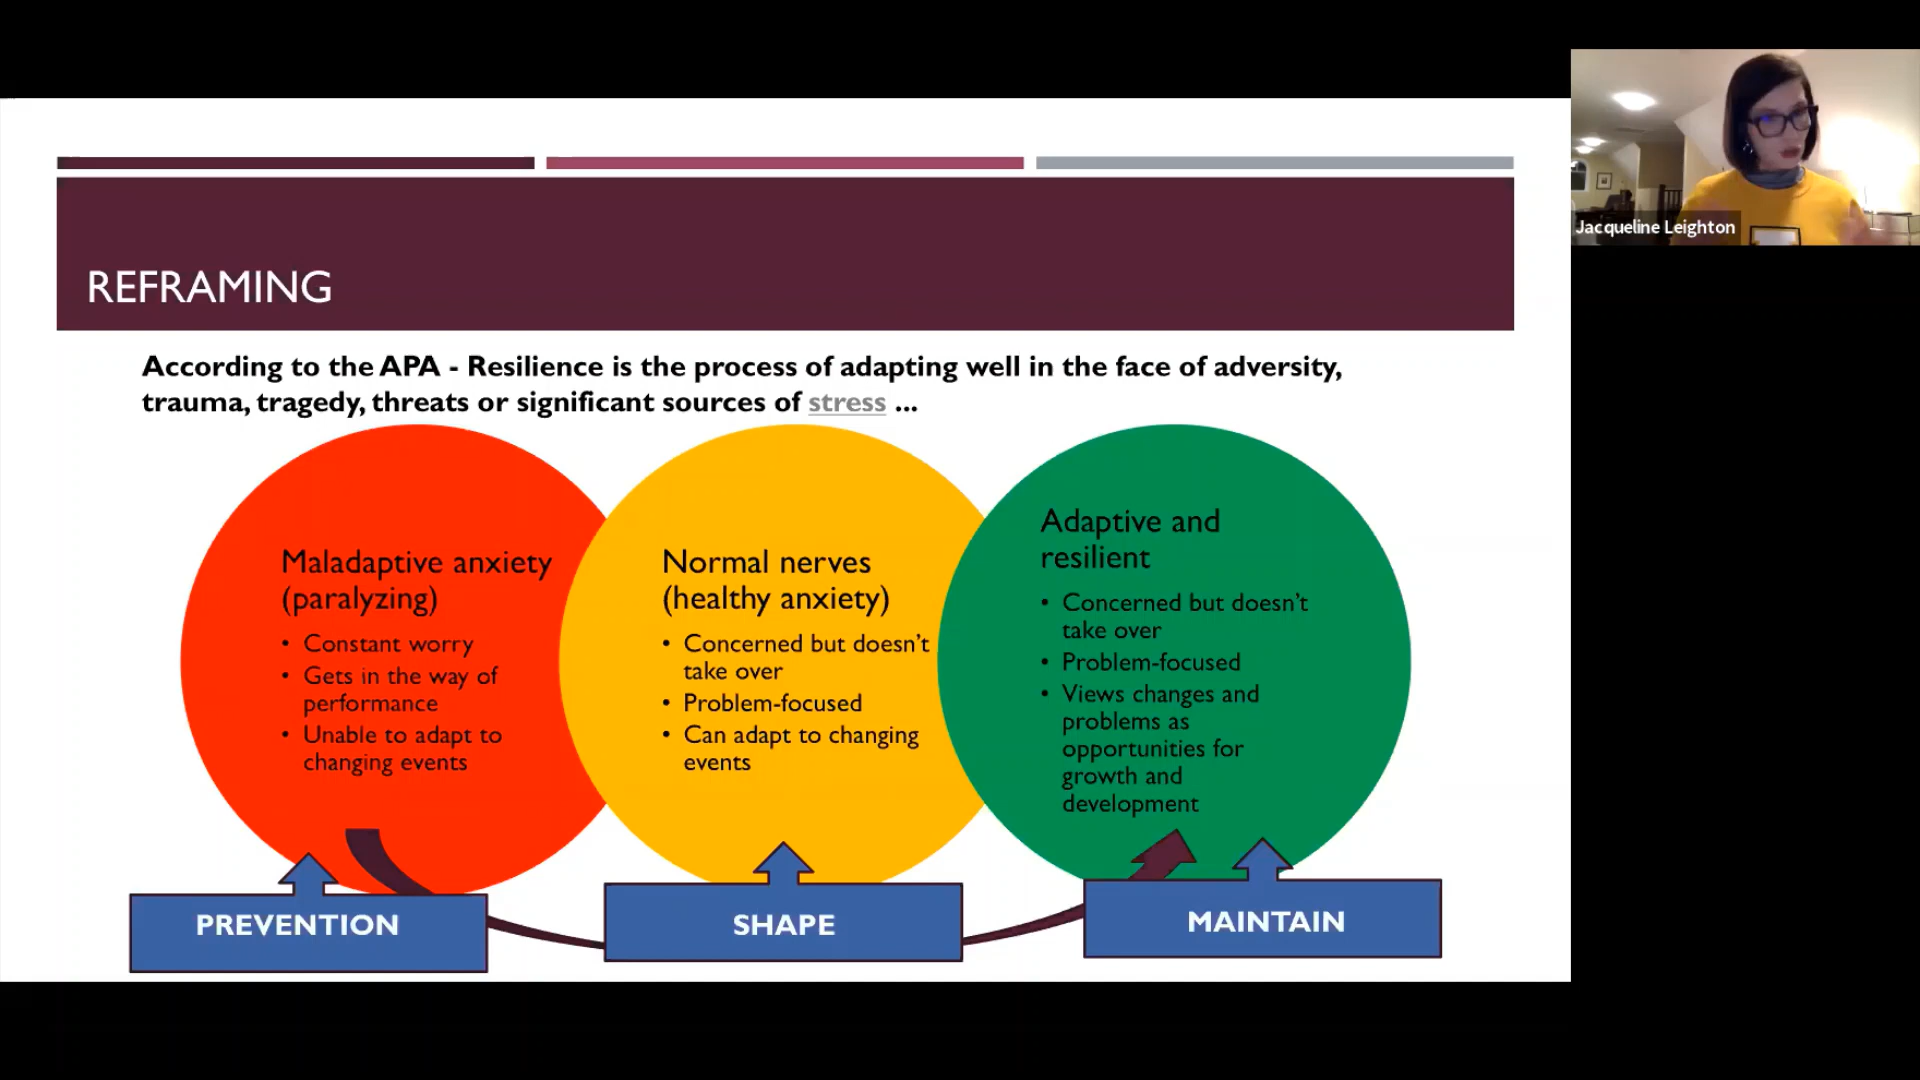 REFRAMING
According to the APA - Resilience is the process of adapting well in the face of adversity,
trauma, tragedy, threats or significant sources of stress ...
Maladaptive anxiety
(paralyzing)
• Constant worry
• Gets in the way of
performance
• Unable to adapt to
changing events
Normal nerves
(healthy anxiety)
• Concerned but doesn't
take over
• Problem-focused
• Can adapt to changing
events
Adaptive and
resilient
• Concerned but doesn't
take over
• Problem-focused
• Views changes and
problems as
opportunities for
growth and
development
PREVENTION
SHAPE
MAINTAIN
Jacqueline Leighton